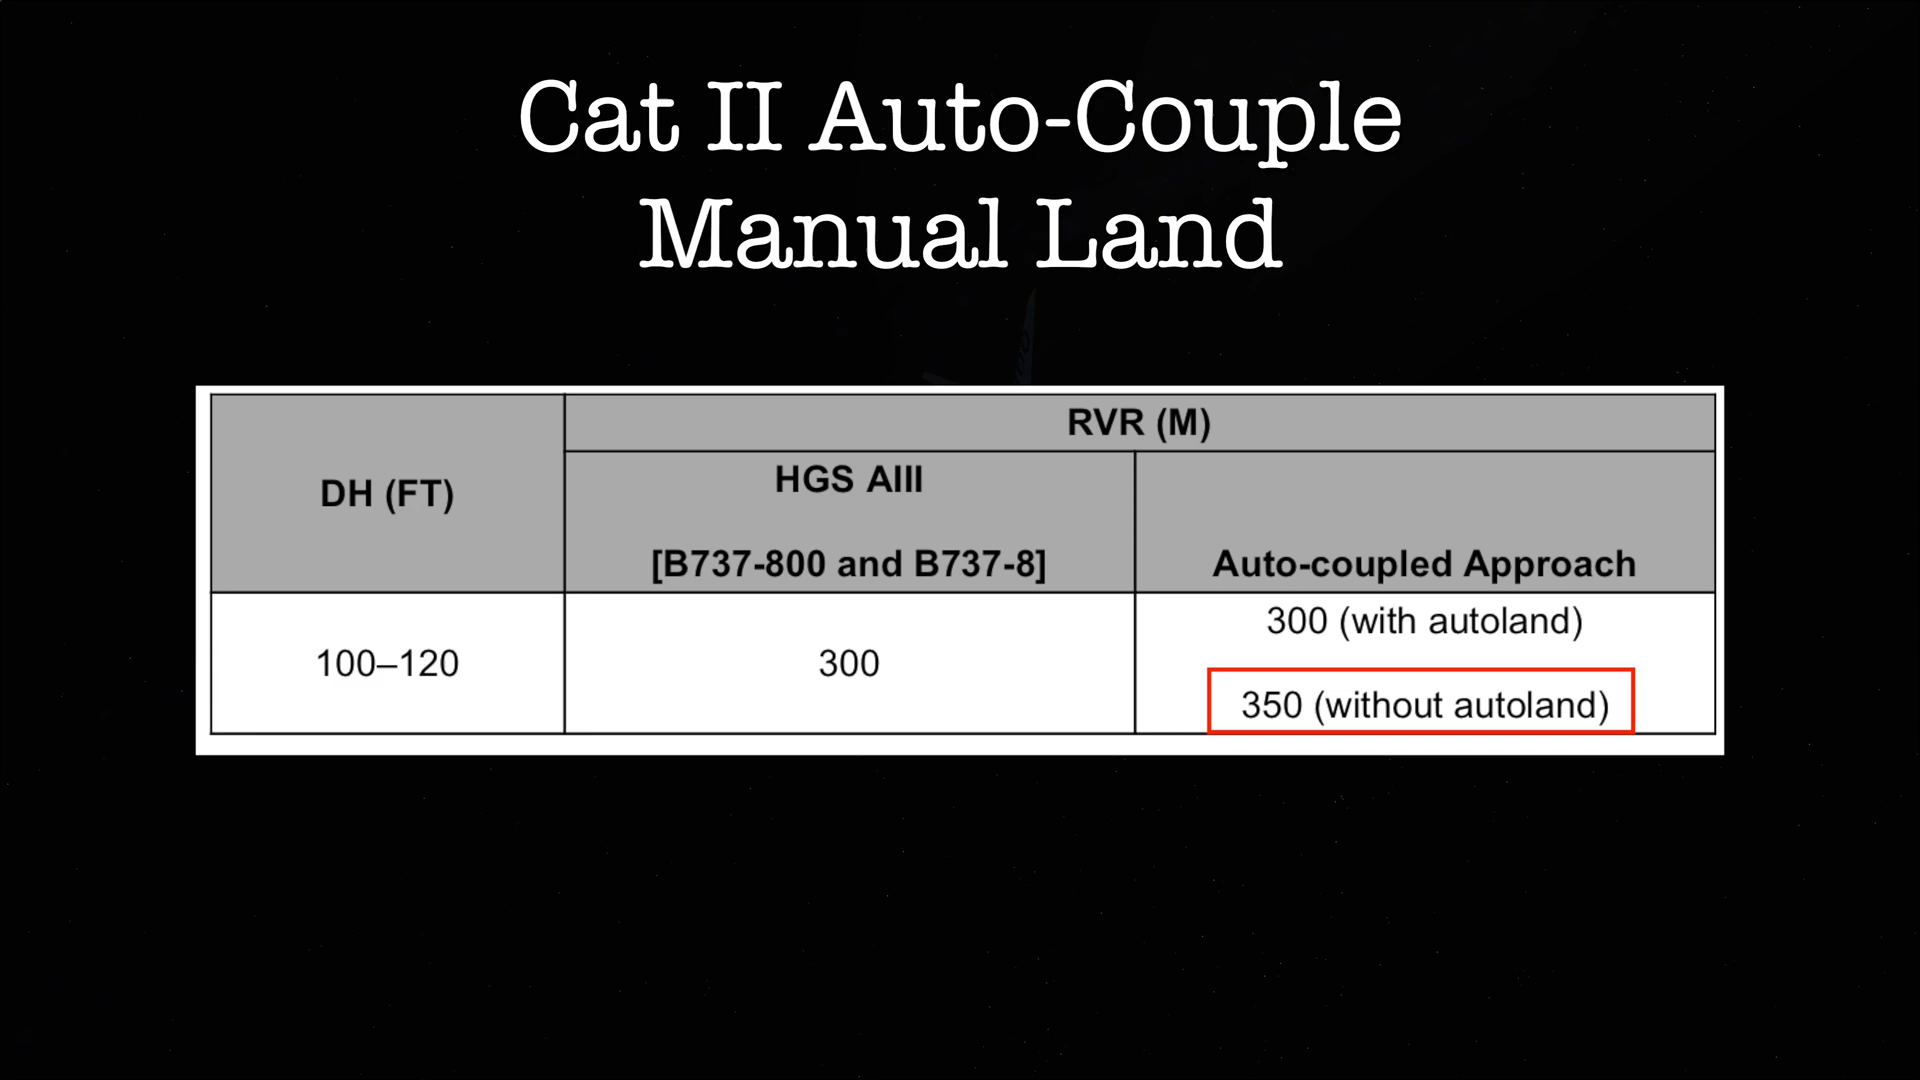 Cat II Auto-Couple
Manual Land
DH (FT)
RVR (M)
HGS AIII
[B737-800 and B737-8]
Auto-coupled Approach
100–120
300
300 (with autoland)
350 (without autoland)